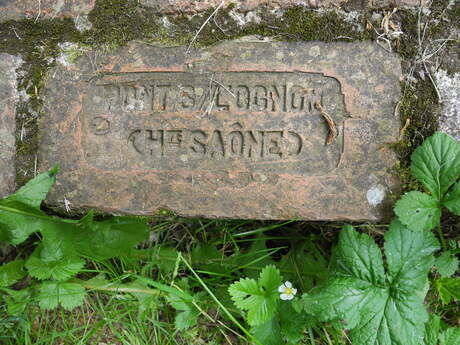 PONT S/ L'OGNON
(HTE SAÔNE)